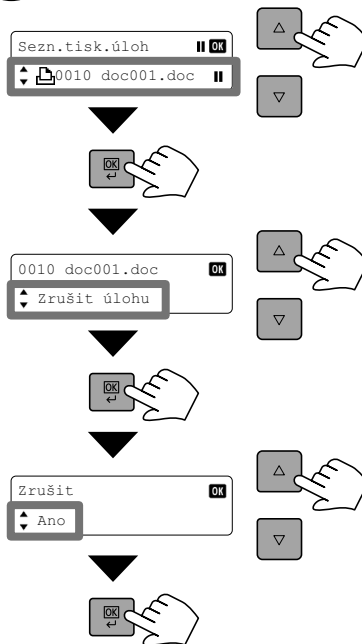 Sezn.tisk.úloh OK
0010 doc001.doc
OK
0010 doc001.doc OK
Zrušit úlohu
OK
Zrušit OK
Ano
OK